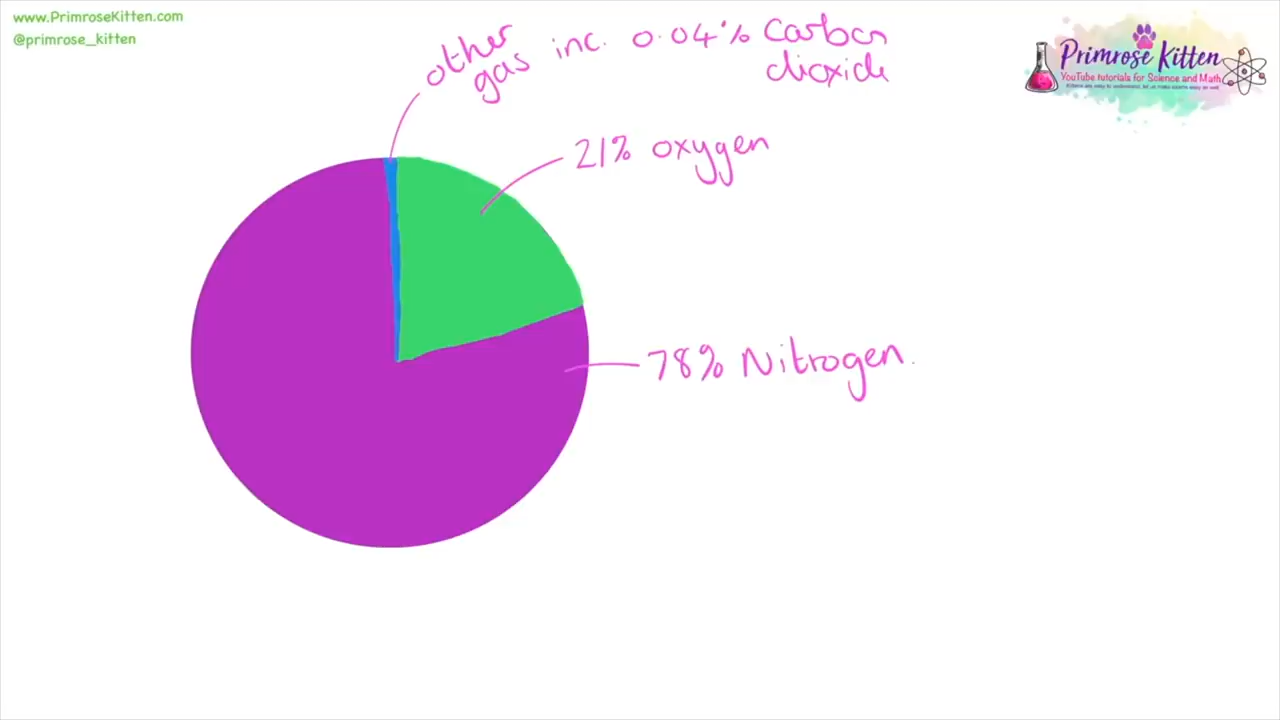 www.PrimroseKitten.com
@primrose_kitten
other gas inc. 0.04% Carbon dioxide
Primrose Kitten
YouTube tutorials for Science and Math
21% oxygen
78% Nitrogen.